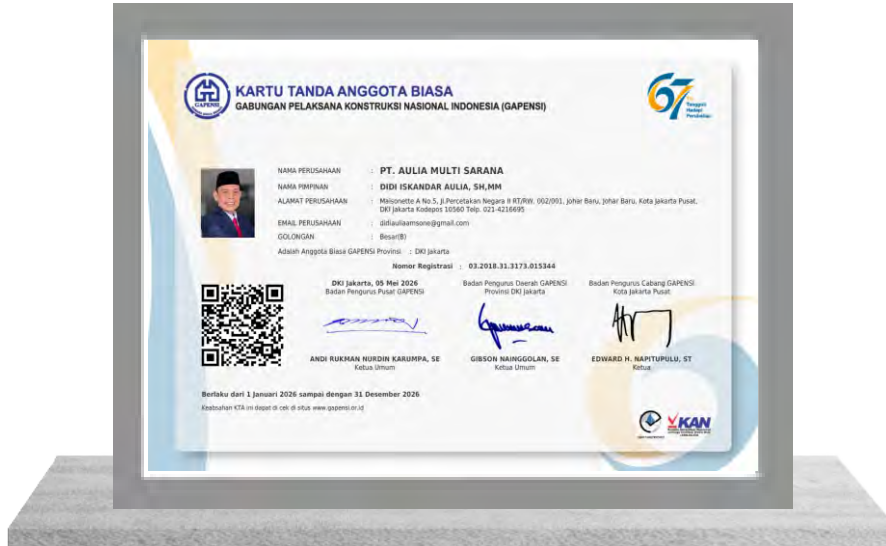 GAPENSI
KARTU TANDA ANGGOTA BIASA
GABUNGAN PELAKSANA KONSTRUKSI NASIONAL INDONESIA (GAPENSI)
67
Tangguh
NAMA PERUSAHAAN : PT. AULIA MULTI SARANA
NAMA PIMPINAN : DIDI ISKANDAR AULIA, SH,MM
ALAMAT PERUSAHAAN : Maisonette A No.5, Jl.Percetakan Negara II RT/RW. 002/001, Johar Baru, Johar Baru, Kota Jakarta Pusat,
DKI Jakarta Kodepos 10560 Telp. 021-4216695
EMAIL PERUSAHAAN : didiauliaamsone@gmail.com
GOLONGAN : Besar(B)
Adalah Anggota Biasa GAPENSI Provinsi : DKI Jakarta
Nomor Registrasi : 03.2018.31.3173.015344
DKI Jakarta, 05 Mei 2026
Badan Pengurus Pusat GAPENSI
ANDI RUKMAN NURDIN KARUMPA, SE
Ketua Umum
Badan Pengurus Daerah GAPENSI
Provinsi DKI Jakarta
GIBSON NAINGGOLAN, SE
Ketua Umum
Badan Pengurus Cabang GAPENSI
Kota Jakarta Pusat
EDWARD H. NAPITUPULU, ST
Ketua
Berlaku dari 1 Januari 2026 sampai dengan 31 Desember 2026
Keabsahan KTA ini dapat di cek di situs www.gapensi.or.id
KAN